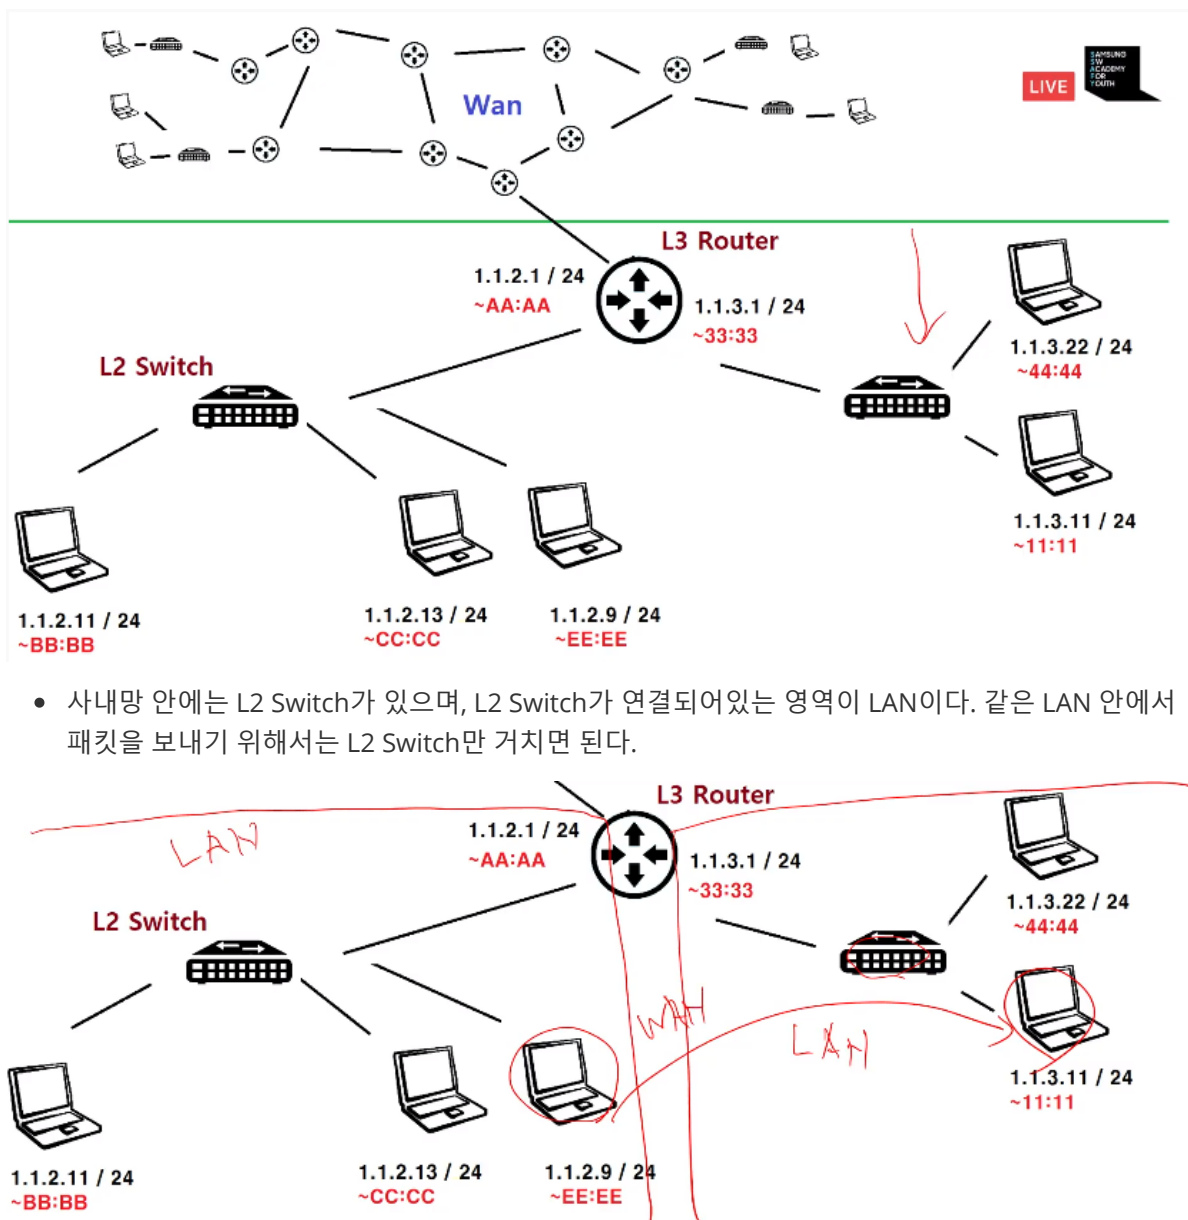 SAMSUNG
SW
ACADEMY
FOR
YOUTH
LIVE
Wan
L3 Router
1.1.2.1 / 24
~AA:AA
1.1.3.1 / 24
~33:33
1.1.3.22 / 24
~44:44
L2 Switch
1.1.3.11 / 24
~11:11
1.1.2.11 / 24
~BB:BB
1.1.2.13 / 24
~CC:CC
1.1.2.9 / 24
~EE:EE
• 사내망 안에는 L2 Switch가 있으며, L2 Switch가 연결되어있는 영역이 LAN이다. 같은 LAN 안에서
패킷을 보내기 위해서는 L2 Switch만 거치면 된다.
L3 Router
LAN
1.1.2.1 / 24
~AA:AA
1.1.3.1 / 24
~33:33
1.1.3.22 / 24
~44:44
L2 Switch
WAN
LAN
1.1.3.11 / 24
~11:11
1.1.2.11 / 24
~BB:BB
1.1.2.13 / 24
~CC:CC
1.1.2.9 / 24
~EE:EE